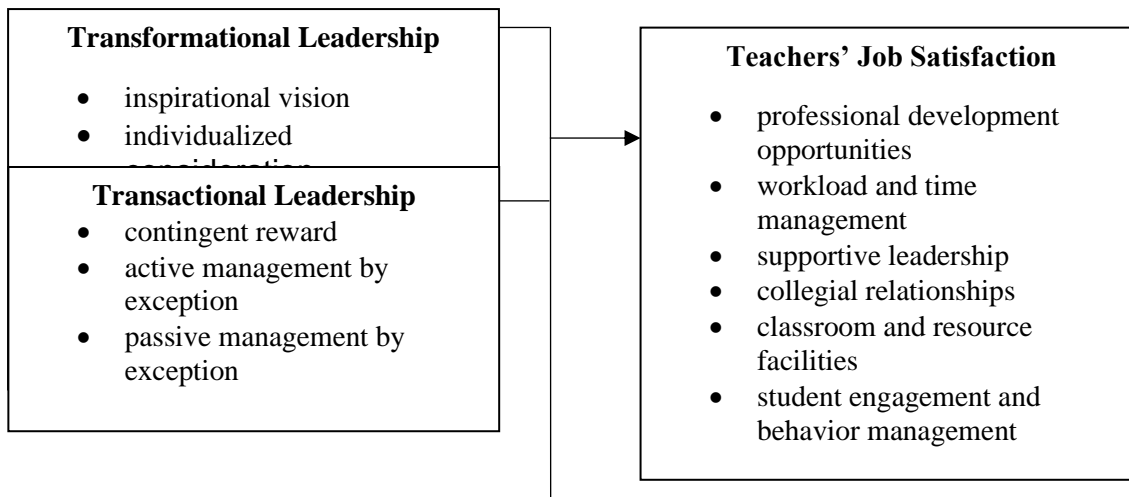 Transformational Leadership
• inspirational vision
• individualized
Transactional Leadership
• contingent reward
• active management by
exception
• passive management by
exception
Teachers’ Job Satisfaction
• professional development
opportunities
• workload and time
management
• supportive leadership
• collegial relationships
• classroom and resource
facilities
• student engagement and
behavior management